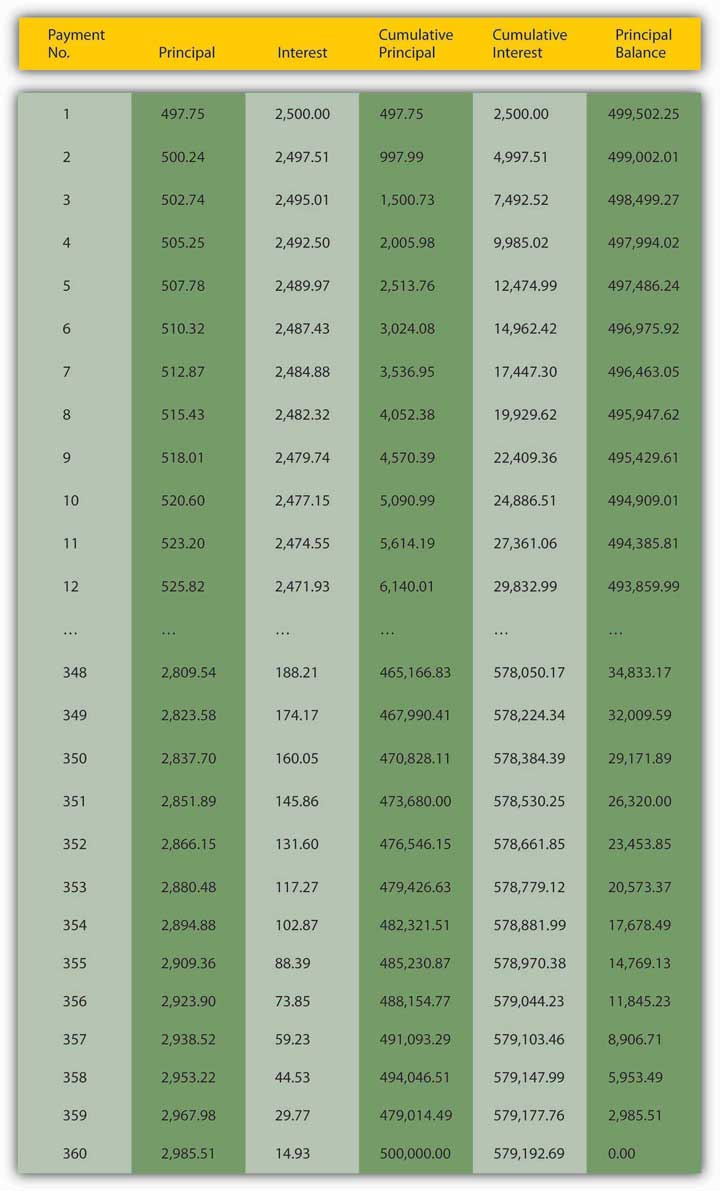 Payment No. Principal Interest Cumulative Principal Cumulative Interest Principal Balance
1 497.75 2,500.00 497.75 2,500.00 499,502.25
2 500.24 2,497.51 997.99 4,997.51 499,002.01
3 502.74 2,495.01 1,500.73 7,492.52 498,499.27
4 505.25 2,492.50 2,005.98 9,985.02 497,994.02
5 507.78 2,489.97 2,513.76 12,474.99 497,486.24
6 510.32 2,487.43 3,024.08 14,962.42 496,975.92
7 512.87 2,484.88 3,536.95 17,447.30 496,463.05
8 515.43 2,482.32 4,052.38 19,929.62 495,947.62
9 518.01 2,479.74 4,570.39 22,409.36 495,429.61
10 520.60 2,477.15 5,090.99 24,886.51 494,909.01
11 523.20 2,474.55 5,614.19 27,361.06 494,385.81
12 525.82 2,471.93 6,140.01 29,832.99 493,859.99
... ... ... ... ... ...
348 2,809.54 188.21 465,166.83 578,050.17 34,833.17
349 2,823.58 174.17 467,990.41 578,224.34 32,009.59
350 2,837.70 160.05 470,828.11 578,384.39 29,171.89
351 2,851.89 145.86 473,680.00 578,530.25 26,320.00
352 2,866.15 131.60 476,546.15 578,661.85 23,453.85
353 2,880.48 117.27 479,426.63 578,779.12 20,573.37
354 2,894.88 102.87 482,321.51 578,881.99 17,678.49
355 2,909.36 88.39 485,230.87 578,970.38 14,769.13
356 2,923.90 73.85 488,154.77 579,044.23 11,845.23
357 2,938.52 59.23 491,093.29 579,103.46 8,906.71
358 2,953.22 44.53 494,046.51 579,147.99 5,953.49
359 2,967.98 29.77 479,014.49 579,177.76 2,985.51
360 2,985.51 14.93 500,000.00 579,192.69 0.00